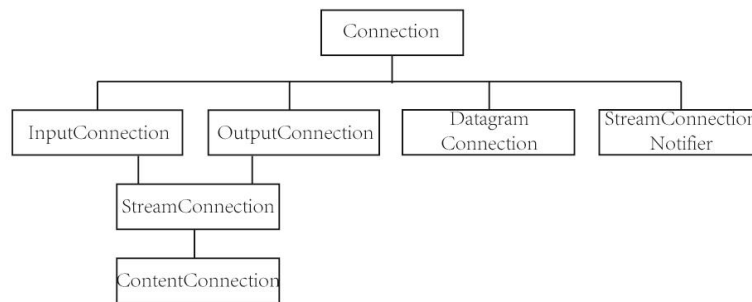 Connection
InputConnection
OutputConnection
Datagram
Connection
StreamConnection
Notifier
StreamConnection
ContentConnection